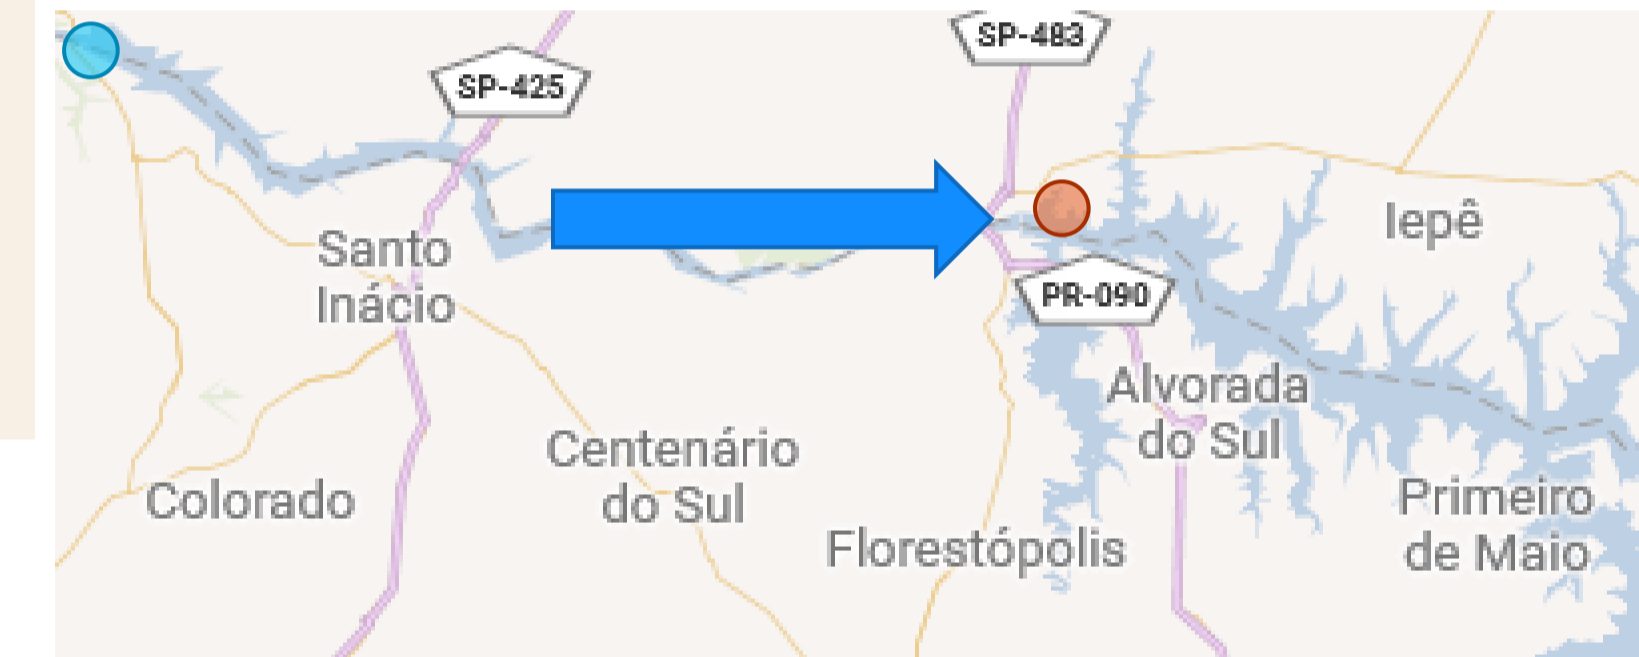 SP-483
SP-425
Iepê
Santo
Inácio
PR-090
Alvorada
do Sul
Centenário
do Sul
Colorado
Primeiro
de Maio
Florestópolis